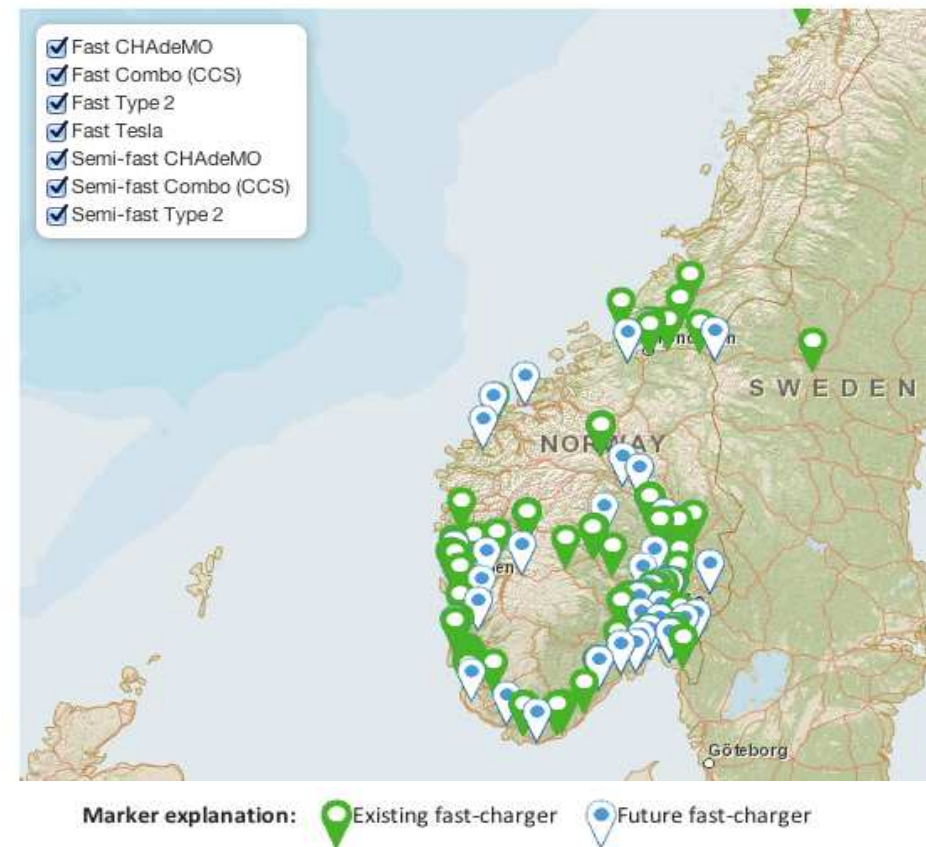 Fast CHAdeMO
Fast Combo (CCS)
Fast Type 2
Fast Tesla
Semi-fast CHAdeMO
Semi-fast Combo (CCS)
Semi-fast Type 2
SWEDEN
NORWAY
Göteborg
Marker explanation: Existing fast-charger Future fast-charger